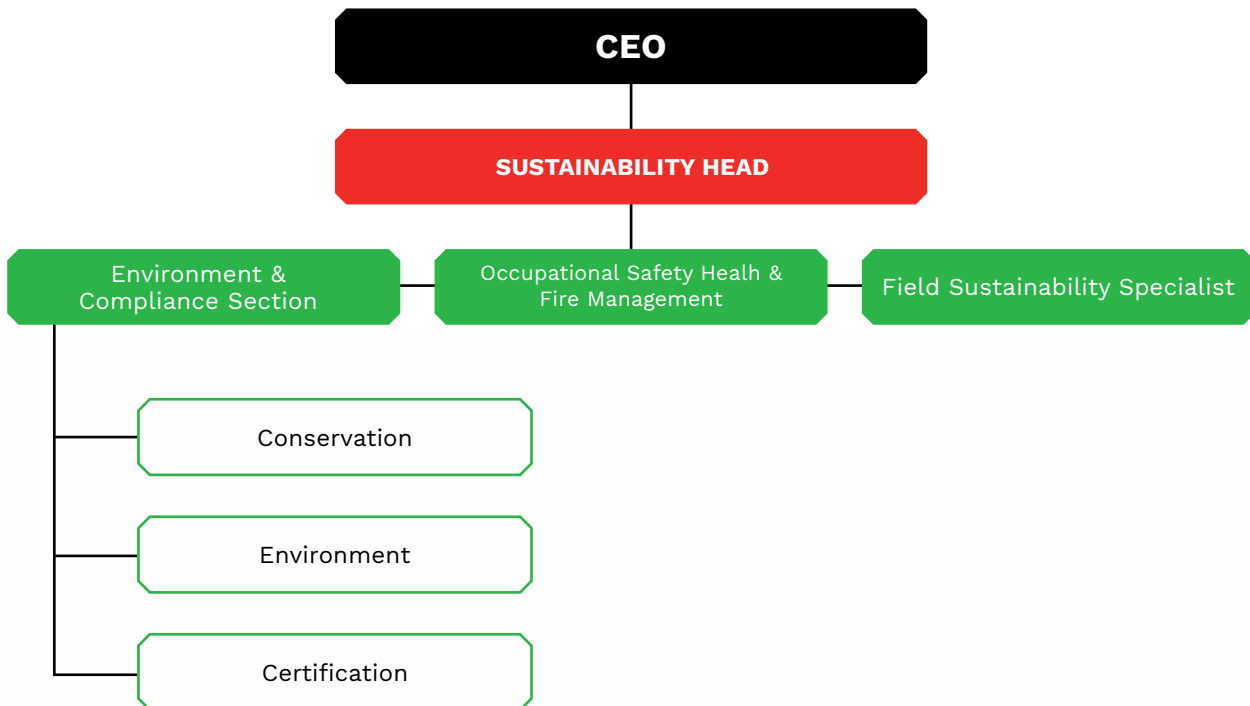 CEO
SUSTAINABILITY HEAD
Environment &
Compliance Section
Occupational Safety Healh &
Fire Management
Field Sustainability Specialist
Conservation
Environment
Certification